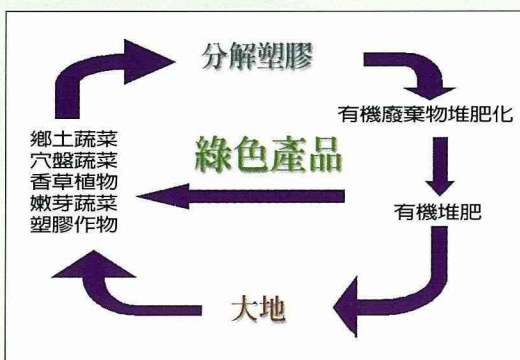 分解塑膠
有機廢棄物堆肥化
鄉土蔬菜
穴盤蔬菜
香草植物
嫩芽蔬菜
塑膠作物
綠色產品
有機堆肥
大地